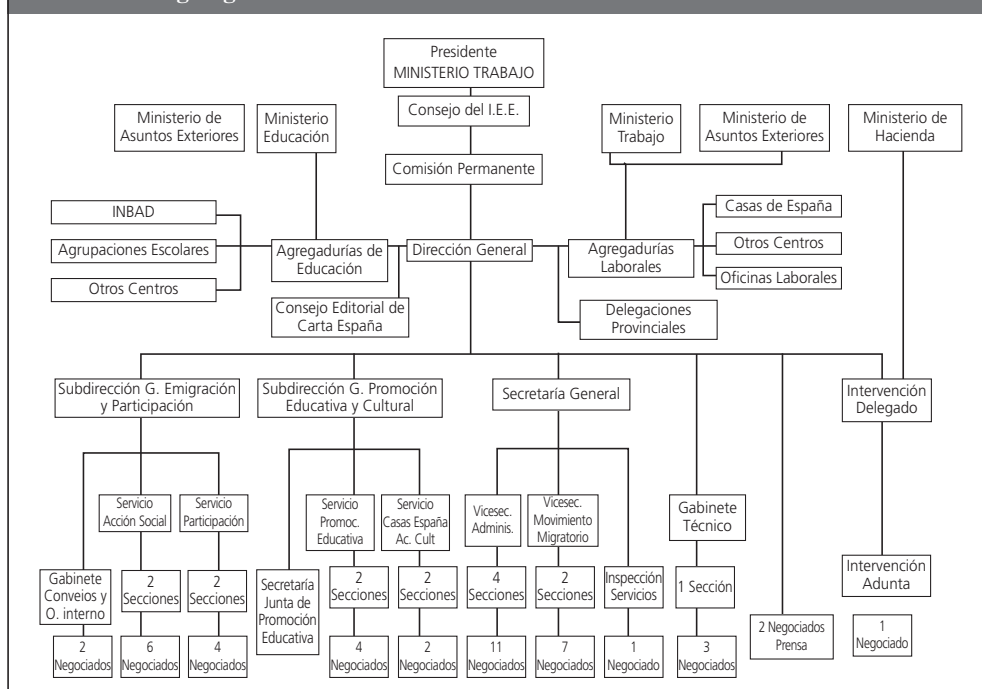 Presidente
MINISTERIO TRABAJO
Consejo del I.E.E.
Ministerio de
Asuntos Exteriores
Ministerio
Educación
Ministerio
Trabajo
Ministerio de
Asuntos Exteriores
Ministerio de
Hacienda
Comisión Permanente
INBAD
Agrupaciones Escolares
Otros Centros
Agregadurías de
Educación
Dirección General
Agregadurías
Laborales
Casas de España
Otros Centros
Oficinas Laborales
Consejo Editorial de
Carta España
Delegaciones
Provinciales
Subdirección G. Emigración
y Participación
Subdirección G. Promoción
Educativa y Cultural
Secretaría General
Intervención
Delegado
Servicio
Acción Social
Servicio
Participación
Servicio
Promoc.
Educativa
Servicio
Casas España
Ac. Cult
Vicesec.
Adminis.
Vicesec.
Movimiento
Migratorio
Gabinete
Técnico
Gabinete
Conveios y
O. interno
2
Secciones
2
Secciones
Secretaría
Junta de
Promoción
Educativa
2
Secciones
2
Secciones
4
Secciones
2
Secciones
Inspección
Servicios
1 Sección
Intervención
Adunta
2
Negociados
6
Negociados
4
Negociados
4
Negociados
2
Negociados
11
Negociados
7
Negociados
1
Negociado
3
Negociados
2 Negociados
Prensa
1
Negociado